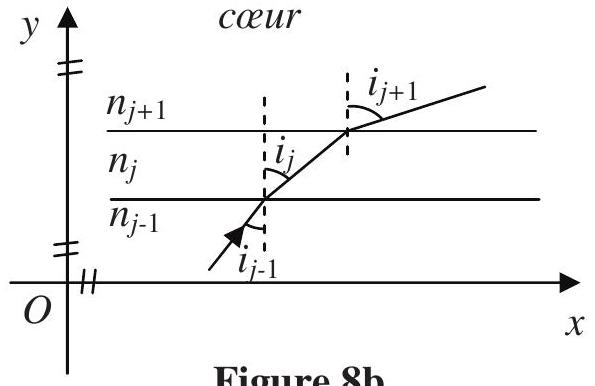 y
cœur
i_{j+1}
n_{j+1}
i_j
n_j
n_{j-1}
i_{j-1}
O
x
Figure 8b